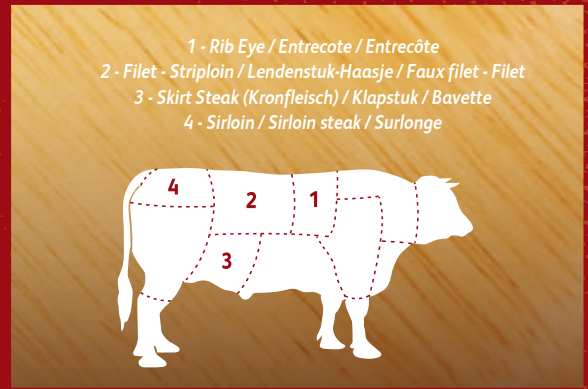 1 - Rib Eye / Entrecote / Entrecôte
2 - Filet - Striploin / Lendenstuk-Haasje / Faux filet - Filet
3 - Skirt Steak (Kronfleisch) / Klapstuk / Bavette
4 - Sirloin / Sirloin steak / Surlonge
4
2
1
3